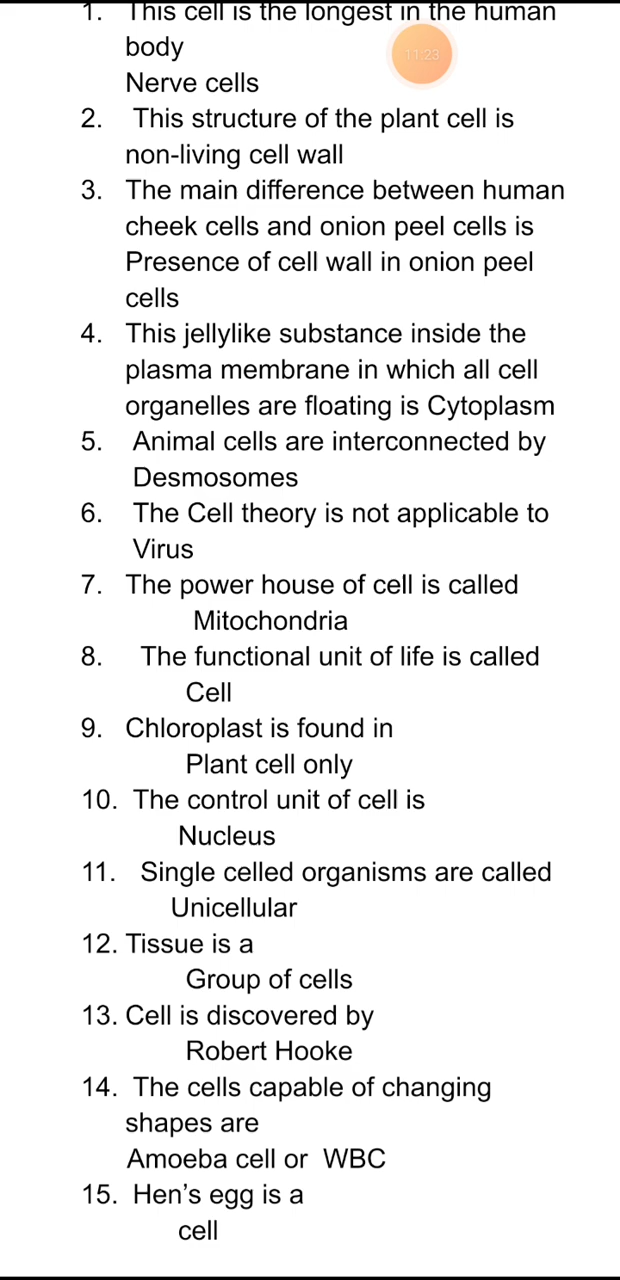 1. This cell is the longest in the human
body
11:23
Nerve cells
2. This structure of the plant cell is
non-living cell wall
3. The main difference between human
cheek cells and onion peel cells is
Presence of cell wall in onion peel
cells
4. This jellylike substance inside the
plasma membrane in which all cell
organelles are floating is Cytoplasm
5. Animal cells are interconnected by
Desmosomes
6. The Cell theory is not applicable to
Virus
7. The power house of cell is called
Mitochondria
8. The functional unit of life is called
Cell
9. Chloroplast is found in
Plant cell only
10. The control unit of cell is
Nucleus
11. Single celled organisms are called
Unicellular
12. Tissue is a
Group of cells
13. Cell is discovered by
Robert Hooke
14. The cells capable of changing
shapes are
Amoeba cell or WBC
15. Hen's egg is a
cell